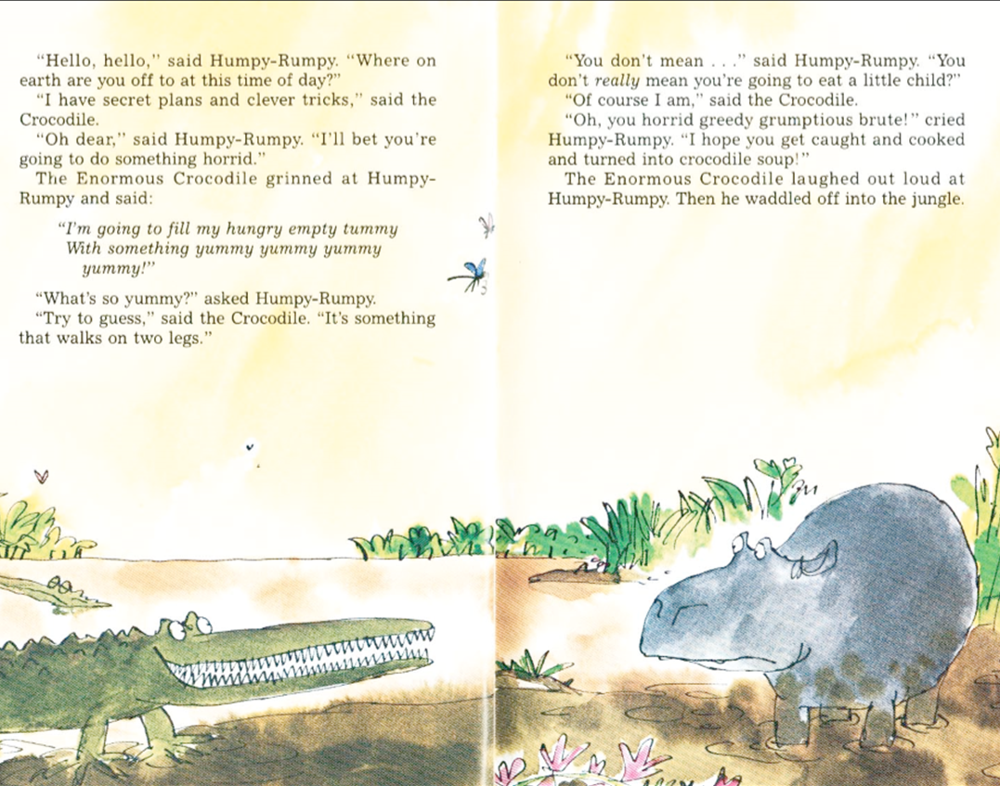 “Hello, hello,” said Humpy-Rumpy. “Where on
earth are you off to at this time of day?”
“I have secret plans and clever tricks,” said the
Crocodile.
“Oh dear,” said Humpy-Rumpy. “I'll bet you're
going to do something horrid.”
The Enormous Crocodile grinned at Humpy-
Rumpy and said:
“I'm going to fill my hungry empty tummy
With something yummy yummy yummy
yummy!”
“What's so yummy?” asked Humpy-Rumpy.
“Try to guess,” said the Crocodile. “It's something
that walks on two legs.”
“You don't mean . . .” said Humpy-Rumpy. “You
don't really mean you're going to eat a little child?”
“Of course I am,” said the Crocodile.
“Oh, you horrid greedy grumptious brute!” cried
Humpy-Rumpy. “I hope you get caught and cooked
and turned into crocodile soup!”
The Enormous Crocodile laughed out loud at
Humpy-Rumpy. Then he waddled off into the jungle.